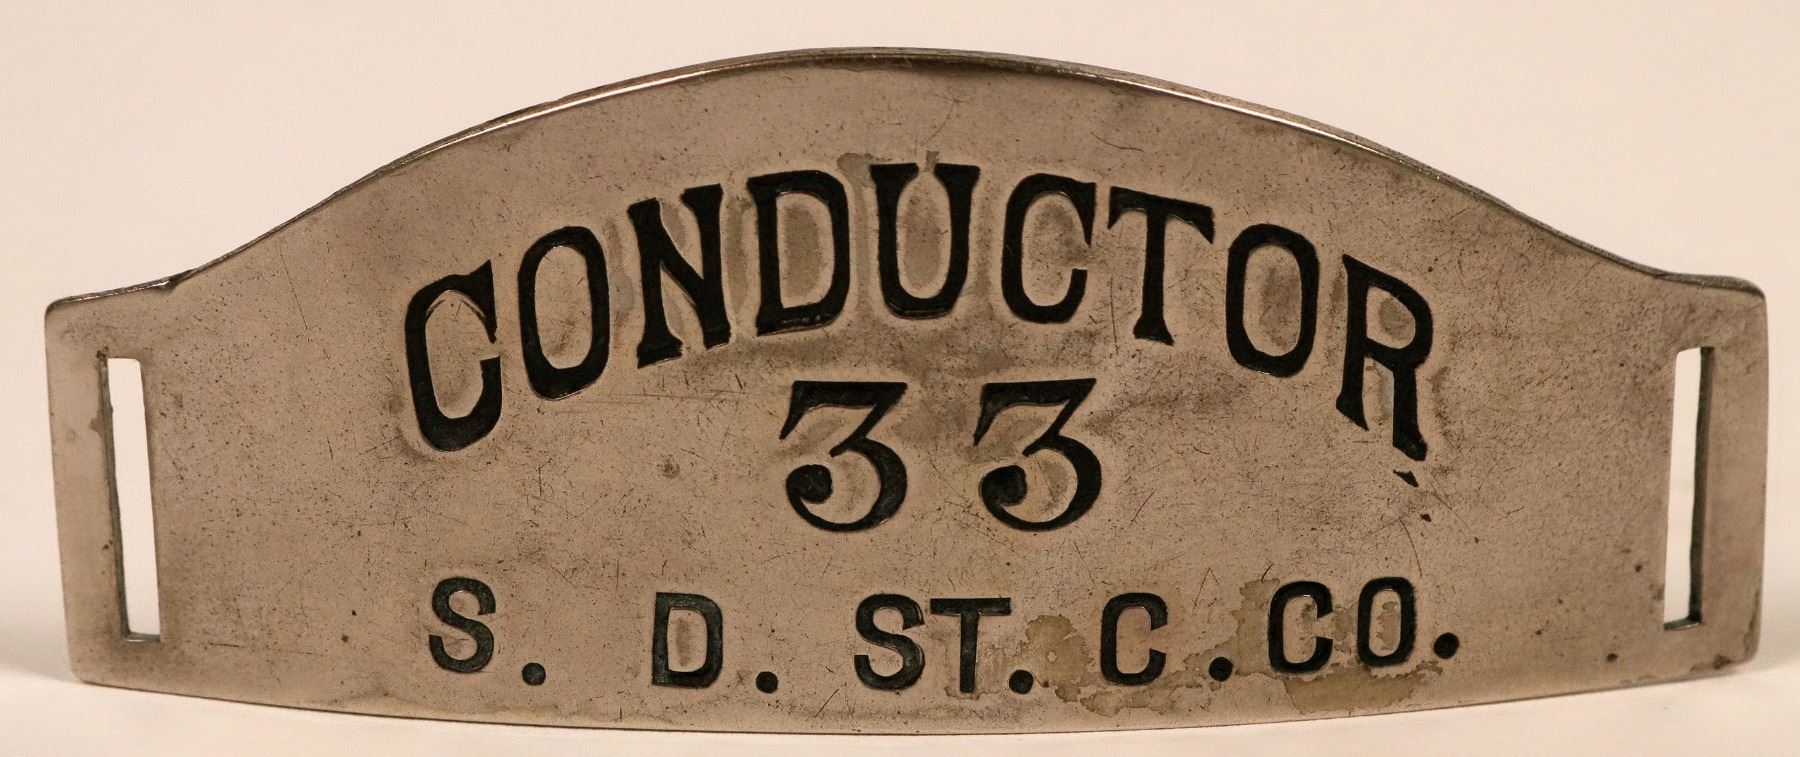 CONDUCTOR
33
S. D. ST. C. CO.